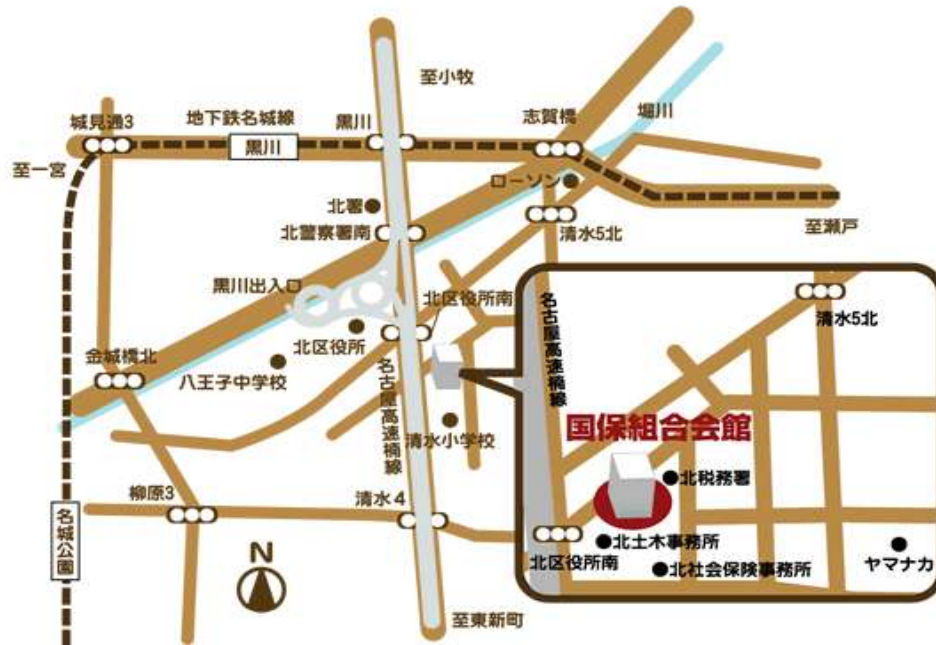 至小牧
志賀橋
堀川
地下鉄名城線
黒川
城見通3
黒川
至一宮
ローソン
北署
北警察署南
清水5北
至瀬戸
黒川出入口
北区役所南
北区役所
金城橋北
八王子中学校
名古屋高速楠線
清水小学校
柳原3
清水4
名城公園
N
至東新町
名古屋高速楠線
清水5北
国保組合会館
北税務署
北土木事務所
北区役所南
北社会保険事務所
ヤマナカ